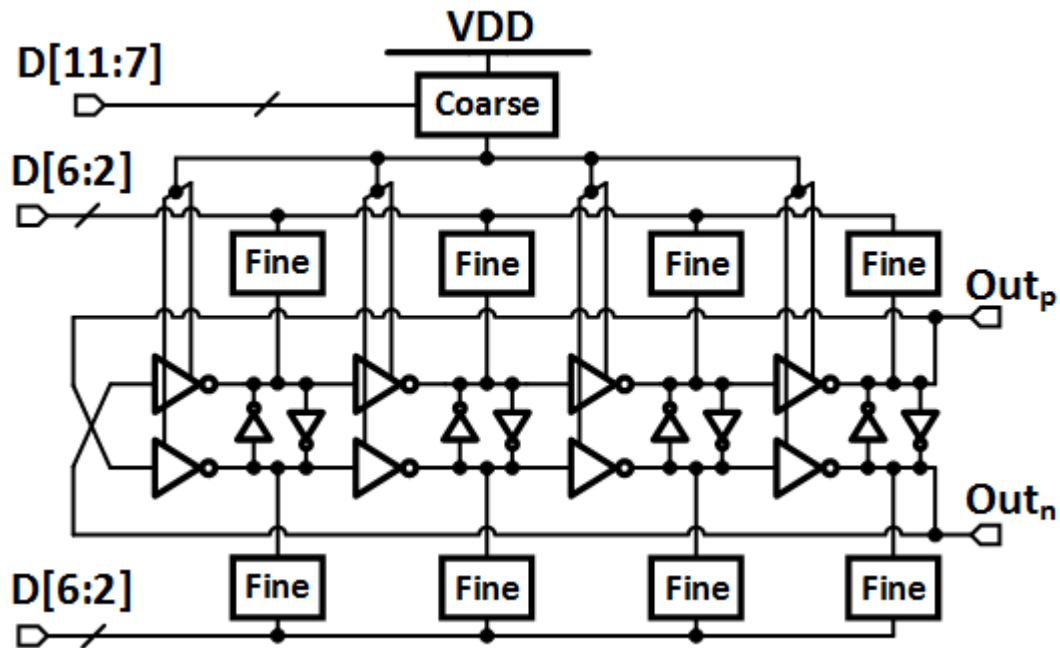 VDD
D[11:7]
Coarse
D[6:2]
Fine Fine Fine Fine
Outp
Outn
Fine Fine Fine Fine
D[6:2]